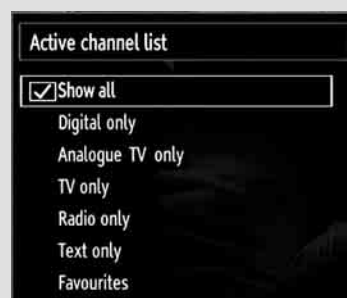 Active channel list
Show all
Digital only
Analogue TV only
TV only
Radio only
Text only
Favourites